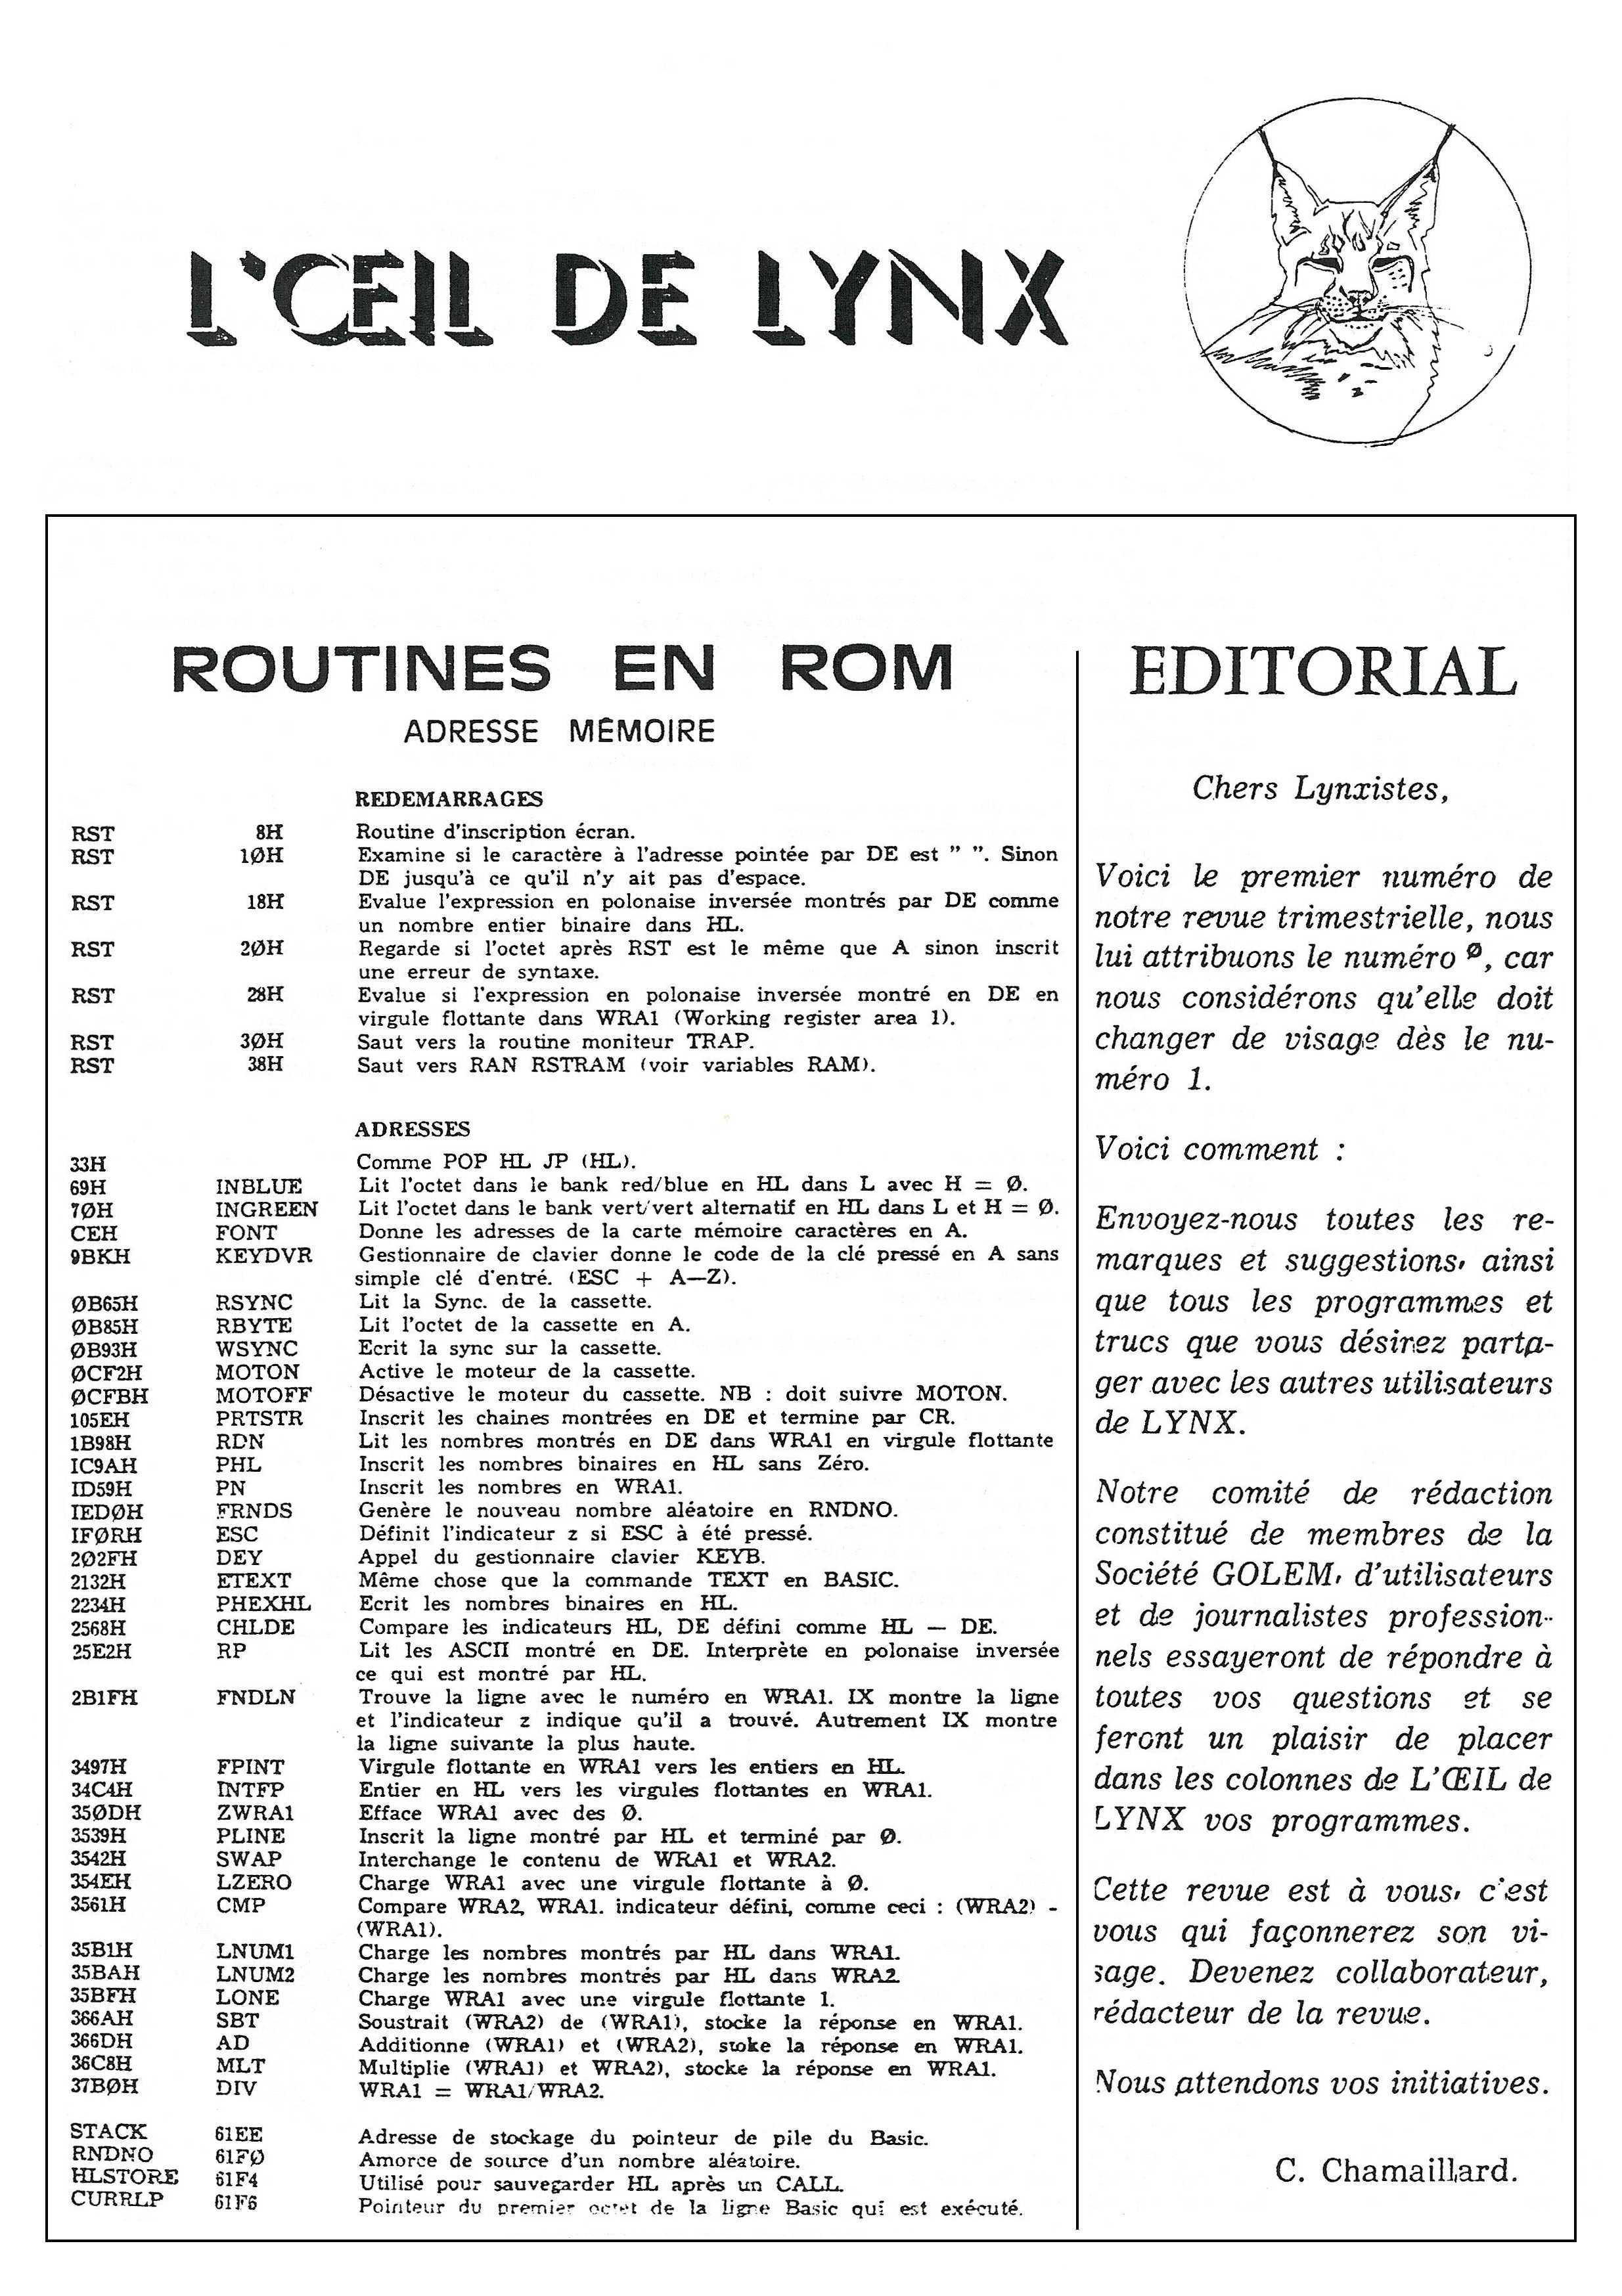 L'ŒIL DE LYNX
ROUTINES EN ROM
ADRESSE MÉMOIRE
REDEMARRAGES
RST 8H Routine d'inscription écran.
RST 1ØH Examine si le caractère à l'adresse pointée par DE est " ". Sinon
DE jusqu'à ce qu'il n'y ait pas d'espace.
RST 18H Evalue l'expression en polonaise inversée montrés par DE comme
un nombre entier binaire dans HL.
RST 2ØH Regarde si l'octet après RST est le même que A sinon inscrit
une erreur de syntaxe.
RST 28H Evalue si l'expression en polonaise inversée montré en DE en
virgule flottante dans WRA1 (Working register area 1).
RST 3ØH Saut vers la routine moniteur TRAP.
RST 38H Saut vers RAN RSTRAM (voir variables RAM).
ADRESSES
33H Comme POP HL JP (HL).
69H INBLUE Lit l'octet dans le bank red/blue en HL dans L avec H = Ø.
7ØH INGREEN Lit l'octet dans le bank vert/vert alternatif en HL dans L et H = Ø.
CEH FONT Donne les adresses de la carte mémoire caractères en A.
9BKH KEYDVR Gestionnaire de clavier donne le code de la clé pressé en A sans
simple clé d'entré. (ESC + A—Z).
ØB65H RSYNC Lit la Sync. de la cassette.
ØB85H RBYTE Lit l'octet de la cassette en A.
ØB93H WSYNC Ecrit la sync sur la cassette.
ØCF2H MOTON Active le moteur de la cassette.
ØCFBH MOTOFF Désactive le moteur du cassette. NB : doit suivre MOTON.
105EH PRTSTR Inscrit les chaines montrées en DE et termine par CR.
1B98H RDN Lit les nombres montrés en DE dans WRA1 en virgule flottante
IC9AH PHL Inscrit les nombres binaires en HL sans Zéro.
ID59H PN Inscrit les nombres en WRA1.
IEDØH FRNDS Genère le nouveau nombre aléatoire en RNDNO.
IFØRH ESC Définit l'indicateur z si ESC à été pressé.
2Ø2FH DEY Appel du gestionnaire clavier KEYB.
2132H ETEXT Même chose que la commande TEXT en BASIC.
2234H PHEXHL Ecrit les nombres binaires en HL.
2568H CHLDE Compare les indicateurs HL, DE défini comme HL — DE.
25E2H RP Lit les ASCII montré en DE. Interprète en polonaise inversée
ce qui est montré par HL.
2B1FH FNDLN Trouve la ligne avec le numéro en WRA1. IX montre la ligne
et l'indicateur z indique qu'il a trouvé. Autrement IX montre
la ligne suivante la plus haute.
3497H FPINT Virgule flottante en WRA1 vers les entiers en HL.
34C4H INTFP Entier en HL vers les virgules flottantes en WRA1.
35ØDH ZWRA1 Efface WRA1 avec des Ø.
3539H PLINE Inscrit la ligne montré par HL et terminé par Ø.
3542H SWAP Interchange le contenu de WRA1 et WRA2.
354EH LZERO Charge WRA1 avec une virgule flottante à Ø.
3561H CMP Compare WRA2, WRA1. indicateur défini, comme ceci : (WRA2) -
(WRA1).
35B1H LNUM1 Charge les nombres montrés par HL dans WRA1.
35BAH LNUM2 Charge les nombres montrés par HL dans WRA2
35BFH LONE Charge WRA1 avec une virgule flottante 1.
366AH SBT Soustrait (WRA2) de (WRA1), stocke la réponse en WRA1.
366DH AD Additionne (WRA1) et (WRA2), stoke la réponse en WRA1.
36C8H MLT Multiplie (WRA1) et WRA2), stocke la réponse en WRA1.
37BØH DIV WRA1 = WRA1/WRA2.
STACK 61EE Adresse de stockage du pointeur de pile du Basic.
RNDNO 61FØ Amorce de source d'un nombre aléatoire.
HLSTORE 61F4 Utilisé pour sauvegarder HL après un CALL.
CURRLP 61F6 Pointeur du premier octet de la ligne Basic qui est exécuté.
EDITORIAL
Chers Lynxistes,
Voici le premier numéro de
notre revue trimestrielle, nous
lui attribuons le numéro Ø, car
nous considérons qu'elle doit
changer de visage dès le nu-
méro 1.
Voici comment :
Envoyez-nous toutes les re-
marques et suggestions, ainsi
que tous les programmes et
trucs que vous désirez parta-
ger avec les autres utilisateurs
de LYNX.
Notre comité de rédaction
constitué de membres de la
Société GOLEM, d'utilisateurs
et de journalistes profession-
nels essayeront de répondre à
toutes vos questions et se
feront un plaisir de placer
dans les colonnes de L'ŒIL de
LYNX vos programmes.
Cette revue est à vous, c'est
vous qui façonnerez son vi-
sage. Devenez collaborateur,
rédacteur de la revue.
Nous attendons vos initiatives.
C. Chamaillard.